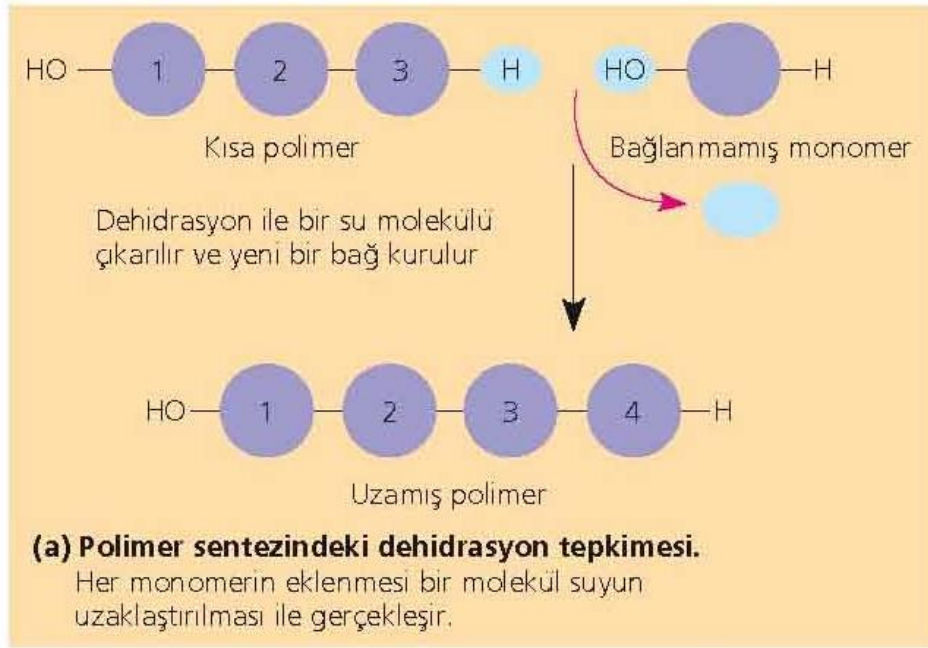 HO 1 2 3 H HO H
Kısa polimer
Bağlanmamış monomer
Dehidrasyon ile bir su molekülü
çıkarılır ve yeni bir bağ kurulur
HO 1 2 3 4 H
Uzamış polimer
(a) Polimer sentezindeki dehidrasyon tepkimesi.
Her monomerin eklenmesi bir molekül suyun
uzaklaştırılması ile gerçekleşir.